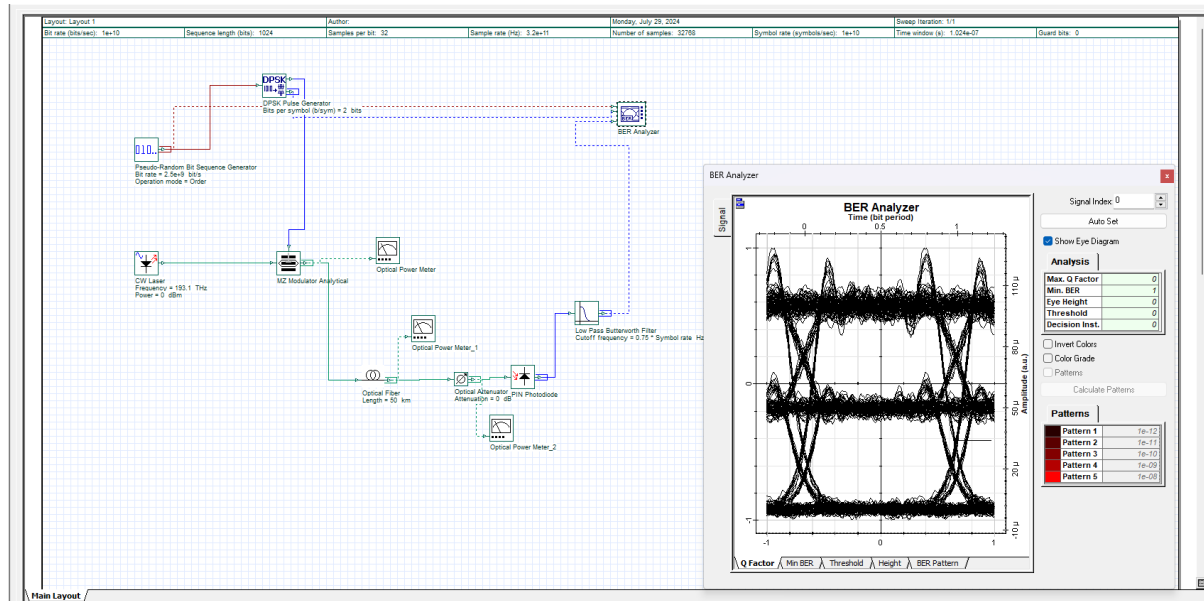 Layout: Layout 1
Author:
Monday, July 29, 2024
Sweep Iteration: 1/1
Bit rate (bits/sec): 1e+10
Sequence length (bits): 1024
Samples per bit: 32
Sample rate (Hz): 3.2e+11
Number of samples: 32768
Symbol rate (symbols/sec): 1e+10
Time window (s): 1.024e-07
Guard bits: 0
DPSK
DPSK Pulse Generator
Bits per symbol (b/sym) = 2 bits
BER
BER Analyzer
010..
Pseudo-Random Bit Sequence Generator
Bit rate = 2.5e+9 bit/s
Operation mode = Order
CW Laser
Frequency = 193.1 THz
Power = 0 dBm
MZ Modulator Analytical
Optical Power Meter
Optical Power Meter_1
Low Pass Butterworth Filter
Cutoff frequency = 0.75 * Symbol rate Hz
Optical Fiber
Length = 50 km
Optical Attenuator
Attenuation = 0 dB
PIN Photodiode
Optical Power Meter_2
BER Analyzer
x
Signal
BER Analyzer
Time (bit period)
0 0.5 1
1
0
-1
-1 0 1
110 µ
80 µ
50 µ
20 µ
-10 µ
Amplitude (a.u.)
Q Factor Min BER Threshold Height BER Pattern
Signal Index: 0
Auto Set
Show Eye Diagram
Analysis
Max. Q Factor 0
Min. BER 1
Eye Height 0
Threshold 0
Decision Inst. 0
Invert Colors
Color Grade
Patterns
Calculate Patterns
Patterns
Pattern 1 1e-12
Pattern 2 1e-11
Pattern 3 1e-10
Pattern 4 1e-09
Pattern 5 1e-08
Main Layout